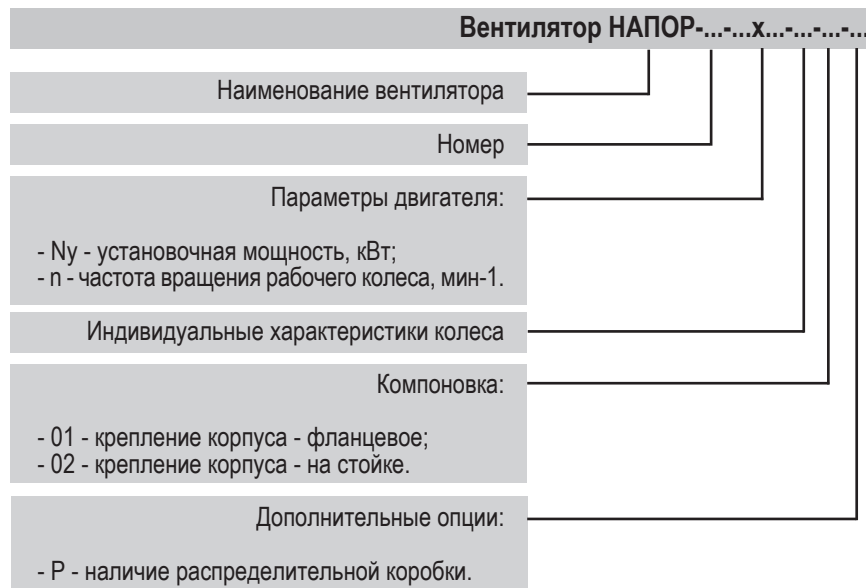 Вентилятор НАПОР-...-...х...-...-...-...
Наименование вентилятора
Номер
Параметры двигателя:
- Ny - установочная мощность, кВт;
- n - частота вращения рабочего колеса, мин-1.
Индивидуальные характеристики колеса
Компоновка:
- 01 - крепление корпуса - фланцевое;
- 02 - крепление корпуса - на стойке.
Дополнительные опции:
- Р - наличие распределительной коробки.